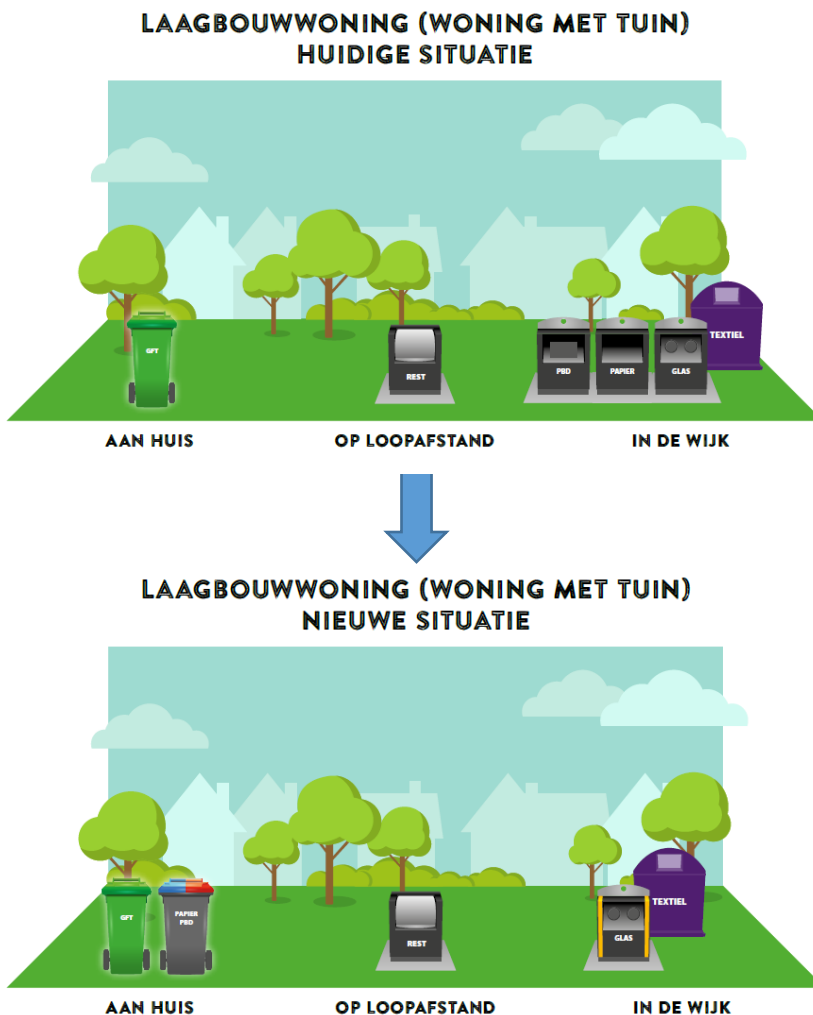 LAAGBOUWWONING (WONING MET TUIN)
HUIDIGE SITUATIE
GFT
REST
PBD
PAPIER
GLAS
TEXTIEL
AAN HUIS
OP LOOPAFSTAND
IN DE WIJK
LAAGBOUWWONING (WONING MET TUIN)
NIEUWE SITUATIE
GFT
PAPIER
PBD
REST
GLAS
TEXTIEL
AAN HUIS
OP LOOPAFSTAND
IN DE WIJK